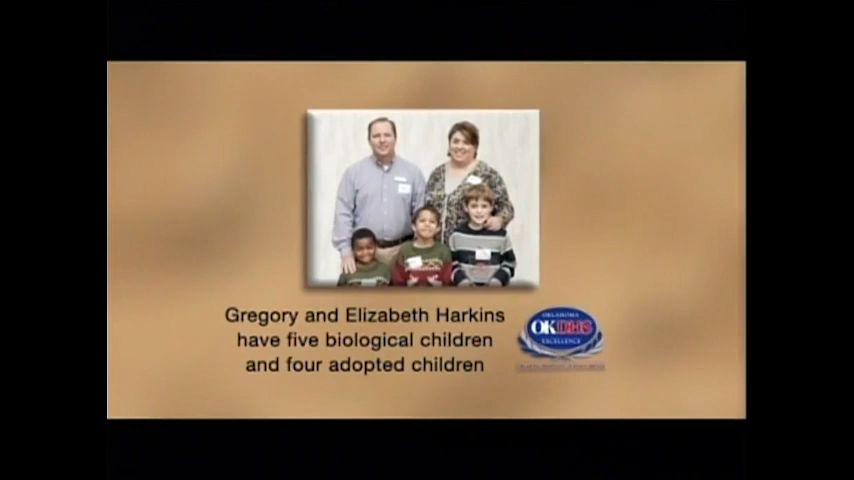 Gregory and Elizabeth Harkins
have five biological children
and four adopted children
OKLAHOMA
OKDHS
EXCELLENCE